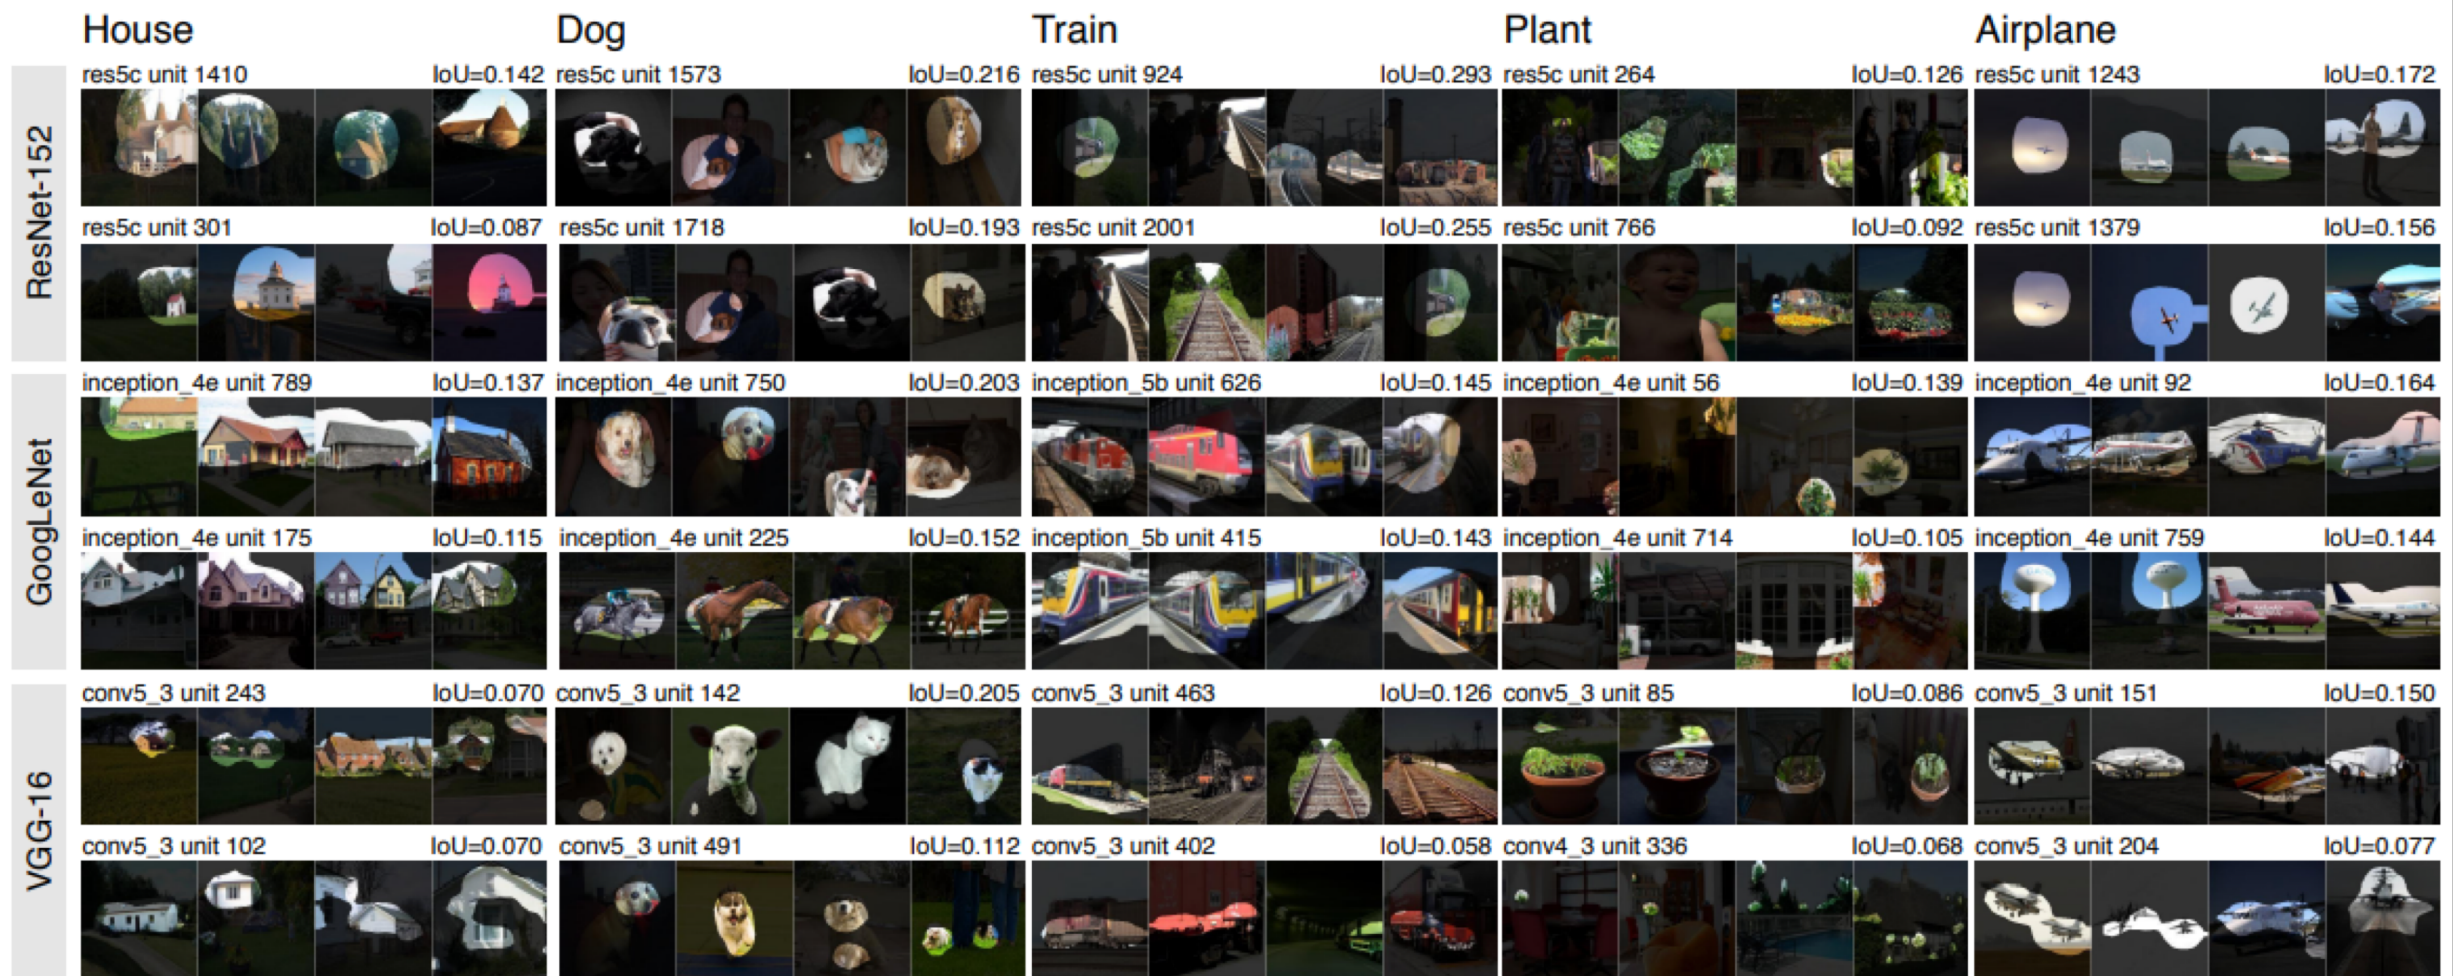 House Dog Train Plant Airplane
ResNet-152
res5c unit 1410 IoU=0.142 res5c unit 1573 IoU=0.216 res5c unit 924 IoU=0.293 res5c unit 264 IoU=0.126 res5c unit 1243 IoU=0.172
res5c unit 301 IoU=0.087 res5c unit 1718 IoU=0.193 res5c unit 2001 IoU=0.255 res5c unit 766 IoU=0.092 res5c unit 1379 IoU=0.156
GoogLeNet
inception_4e unit 789 IoU=0.137 inception_4e unit 750 IoU=0.203 inception_5b unit 626 IoU=0.145 inception_4e unit 56 IoU=0.139 inception_4e unit 92 IoU=0.164
inception_4e unit 175 IoU=0.115 inception_4e unit 225 IoU=0.152 inception_5b unit 415 IoU=0.143 inception_4e unit 714 IoU=0.105 inception_4e unit 759 IoU=0.144
VGG-16
conv5_3 unit 243 IoU=0.070 conv5_3 unit 142 IoU=0.205 conv5_3 unit 463 IoU=0.126 conv5_3 unit 85 IoU=0.086 conv5_3 unit 151 IoU=0.150
conv5_3 unit 102 IoU=0.070 conv5_3 unit 491 IoU=0.112 conv5_3 unit 402 IoU=0.058 conv4_3 unit 336 IoU=0.068 conv5_3 unit 204 IoU=0.077